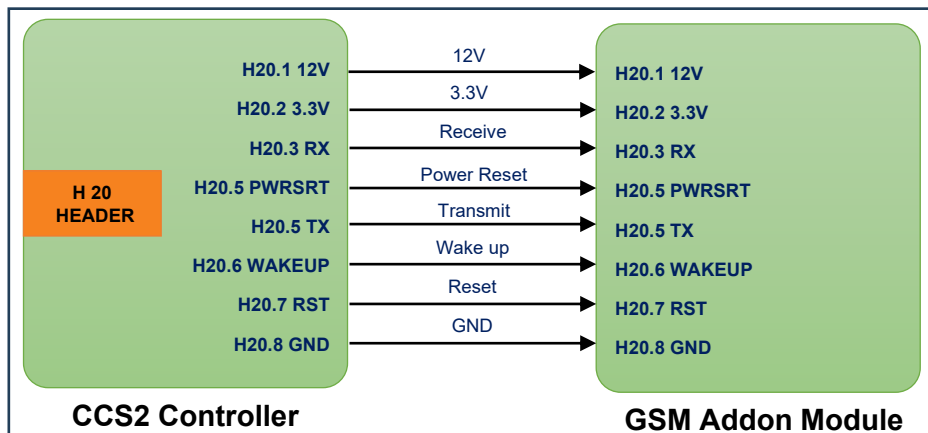 H 20
HEADER
H20.1 12V
H20.2 3.3V
H20.3 RX
H20.5 PWRSRT
H20.5 TX
H20.6 WAKEUP
H20.7 RST
H20.8 GND
12V
3.3V
Receive
Power Reset
Transmit
Wake up
Reset
GND
H20.1 12V
H20.2 3.3V
H20.3 RX
H20.5 PWRSRT
H20.5 TX
H20.6 WAKEUP
H20.7 RST
H20.8 GND
CCS2 Controller
GSM Addon Module